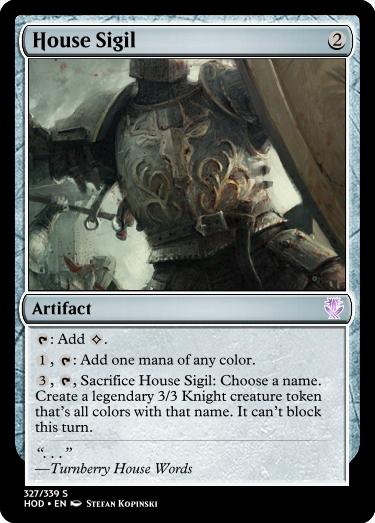 House Sigil 2
Artifact
: Add .
1, : Add one mana of any color.
3, , Sacrifice House Sigil: Choose a name.
Create a legendary 3/3 Knight creature token
that's all colors with that name. It can't block
this turn.
“. . .”
—Turnberry House Words
327/339 S
HOD • EN Stefan Kopinski